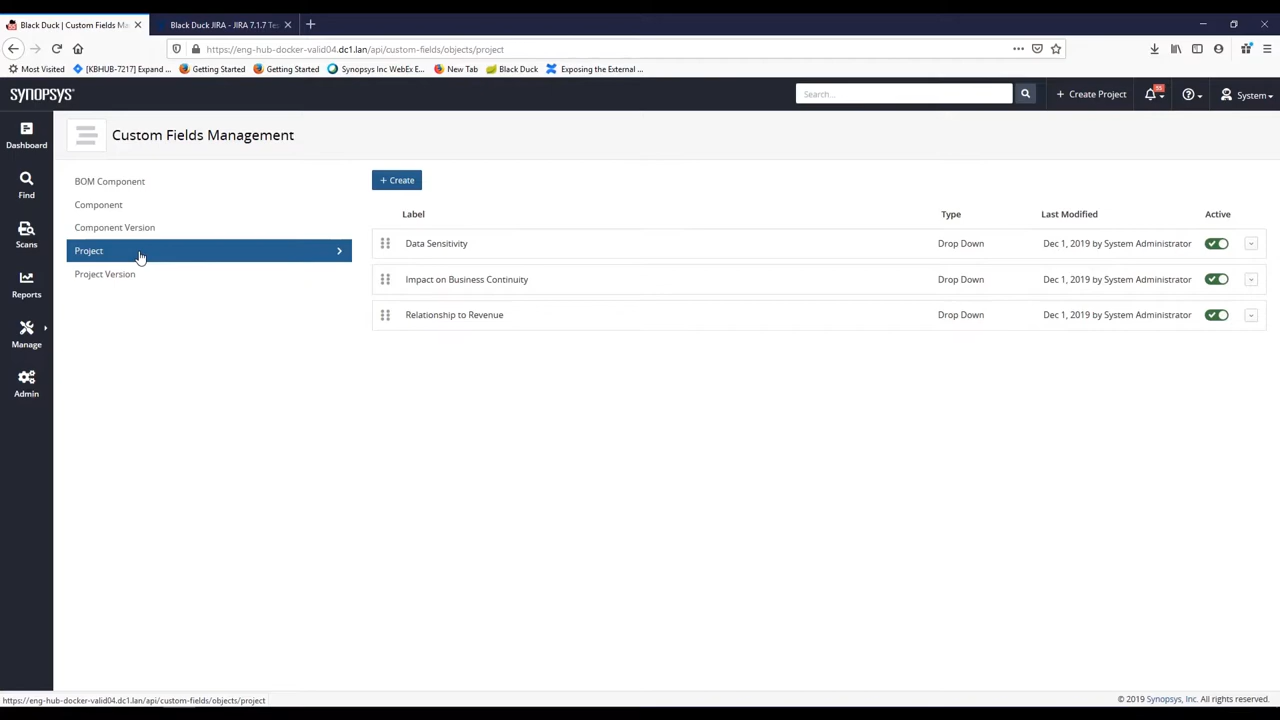 Black Duck | Custom Fields Ma
Black Duck JIRA - JIRA 7.1.7 Te
https://eng-hub-docker-valid04.dc1.lan/api/custom-fields/objects/project
Most Visited
[KBHUB-7217] Expand ...
Getting Started
Getting Started
Synopsys Inc WebEx E...
New Tab
Black Duck
Exposing the External ...
SYNOPSYS
Search...
+ Create Project
55
System
Dashboard
Find
Scans
Reports
Manage
Admin
Custom Fields Management
BOM Component
Component
Component Version
Project
Project Version
+ Create
Label Type Last Modified Active
Data Sensitivity Drop Down Dec 1, 2019 by System Administrator
Impact on Business Continuity Drop Down Dec 1, 2019 by System Administrator
Relationship to Revenue Drop Down Dec 1, 2019 by System Administrator
https://eng-hub-docker-valid04.dc1.lan/api/custom-fields/objects/project
© 2019 Synopsys, Inc. All rights reserved.